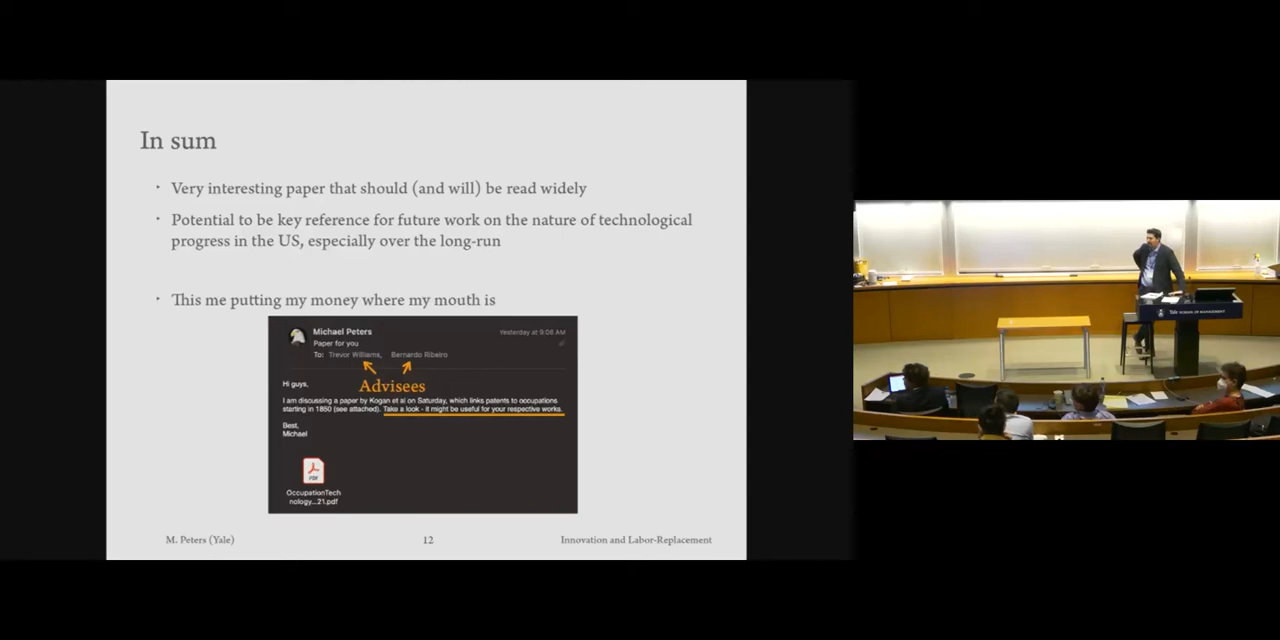 In sum
‣ Very interesting paper that should (and will) be read widely
‣ Potential to be key reference for future work on the nature of technological
progress in the US, especially over the long-run
‣ This me putting my money where my mouth is
Michael Peters
Yesterday at 9:06 AM
Paper for you
To: Trevor Williams, Bernardo Ribeiro
Advisees
Hi guys,
I am discussing a paper by Kogan et al on Saturday, which links patents to occupations
starting in 1850 (see attached). Take a look - it might be useful for your respective works.
Best,
Michael
PDF
OccupationTech
nology...21.pdf
M. Peters (Yale)
12
Innovation and Labor-Replacement
Yale SCHOOL OF MANAGEMENT